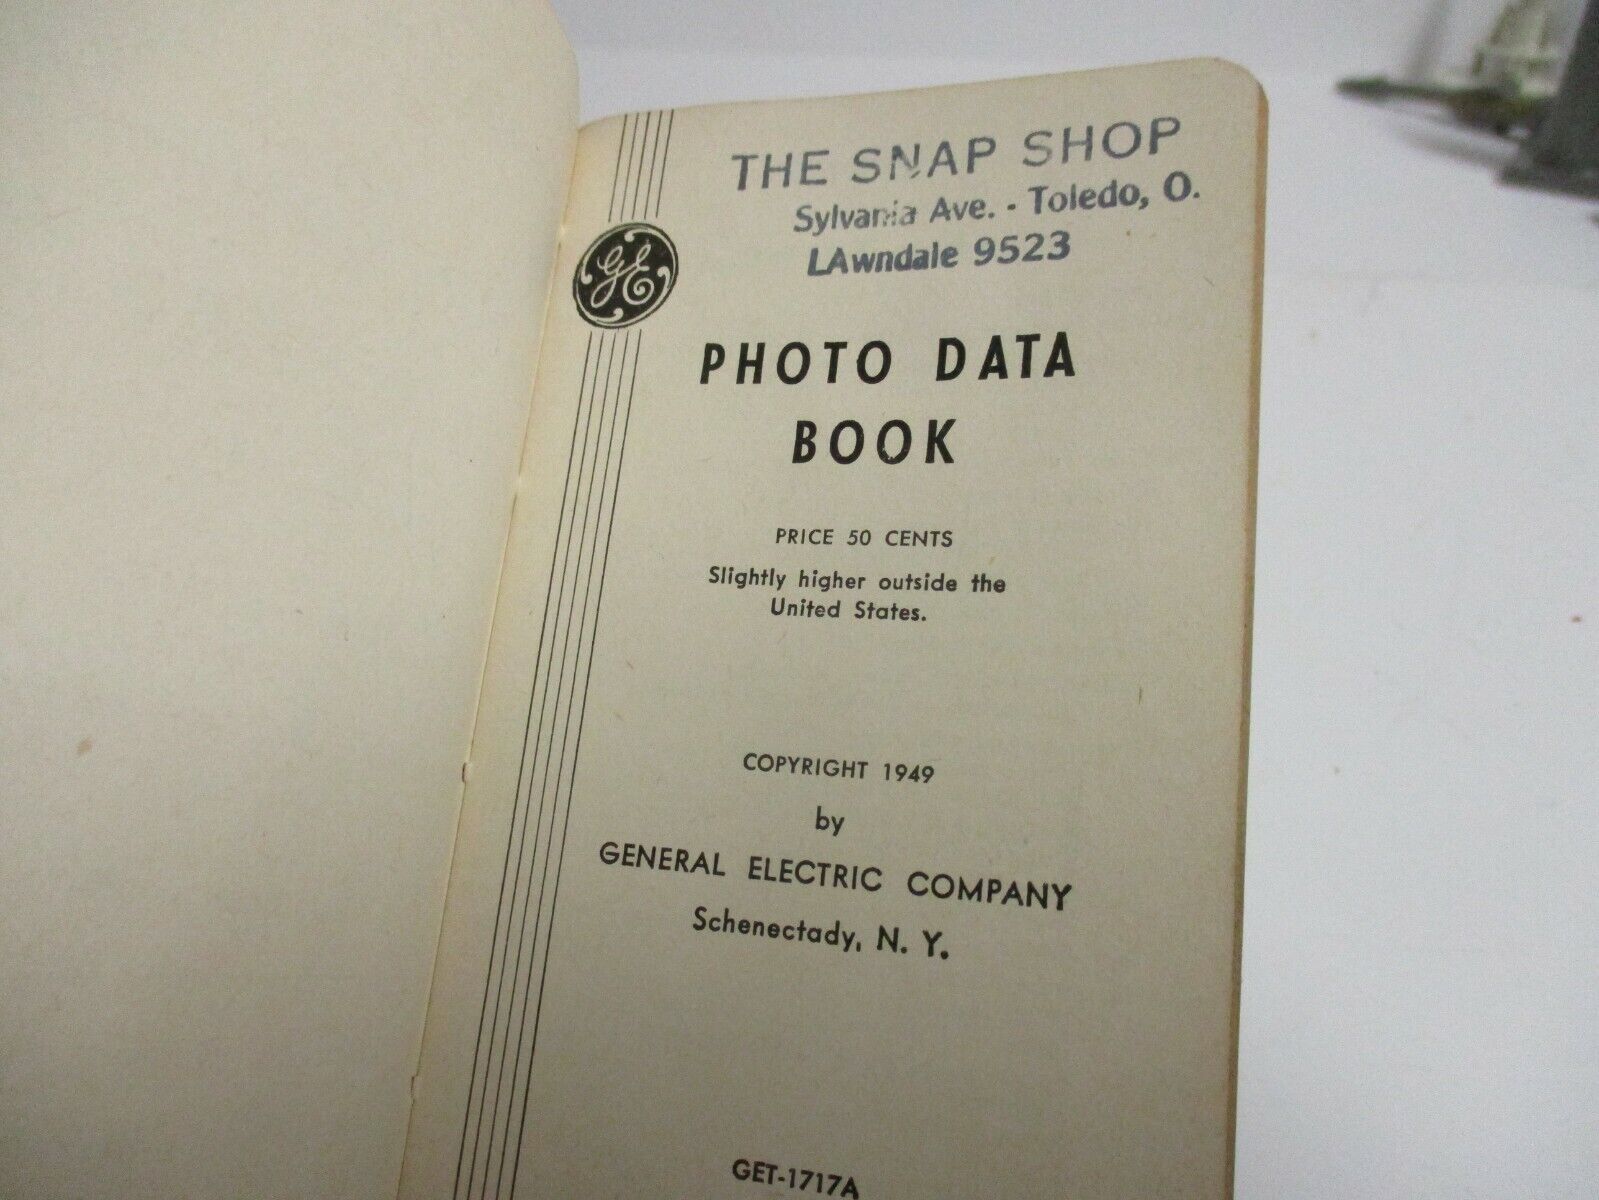 THE SNAP SHOP
Sylvania Ave. - Toledo, O.
LAwndale 9523
GE
PHOTO DATA
BOOK
PRICE 50 CENTS
Slightly higher outside the
United States.
COPYRIGHT 1949
by
GENERAL ELECTRIC COMPANY
Schenectady, N. Y.
GET-1717A